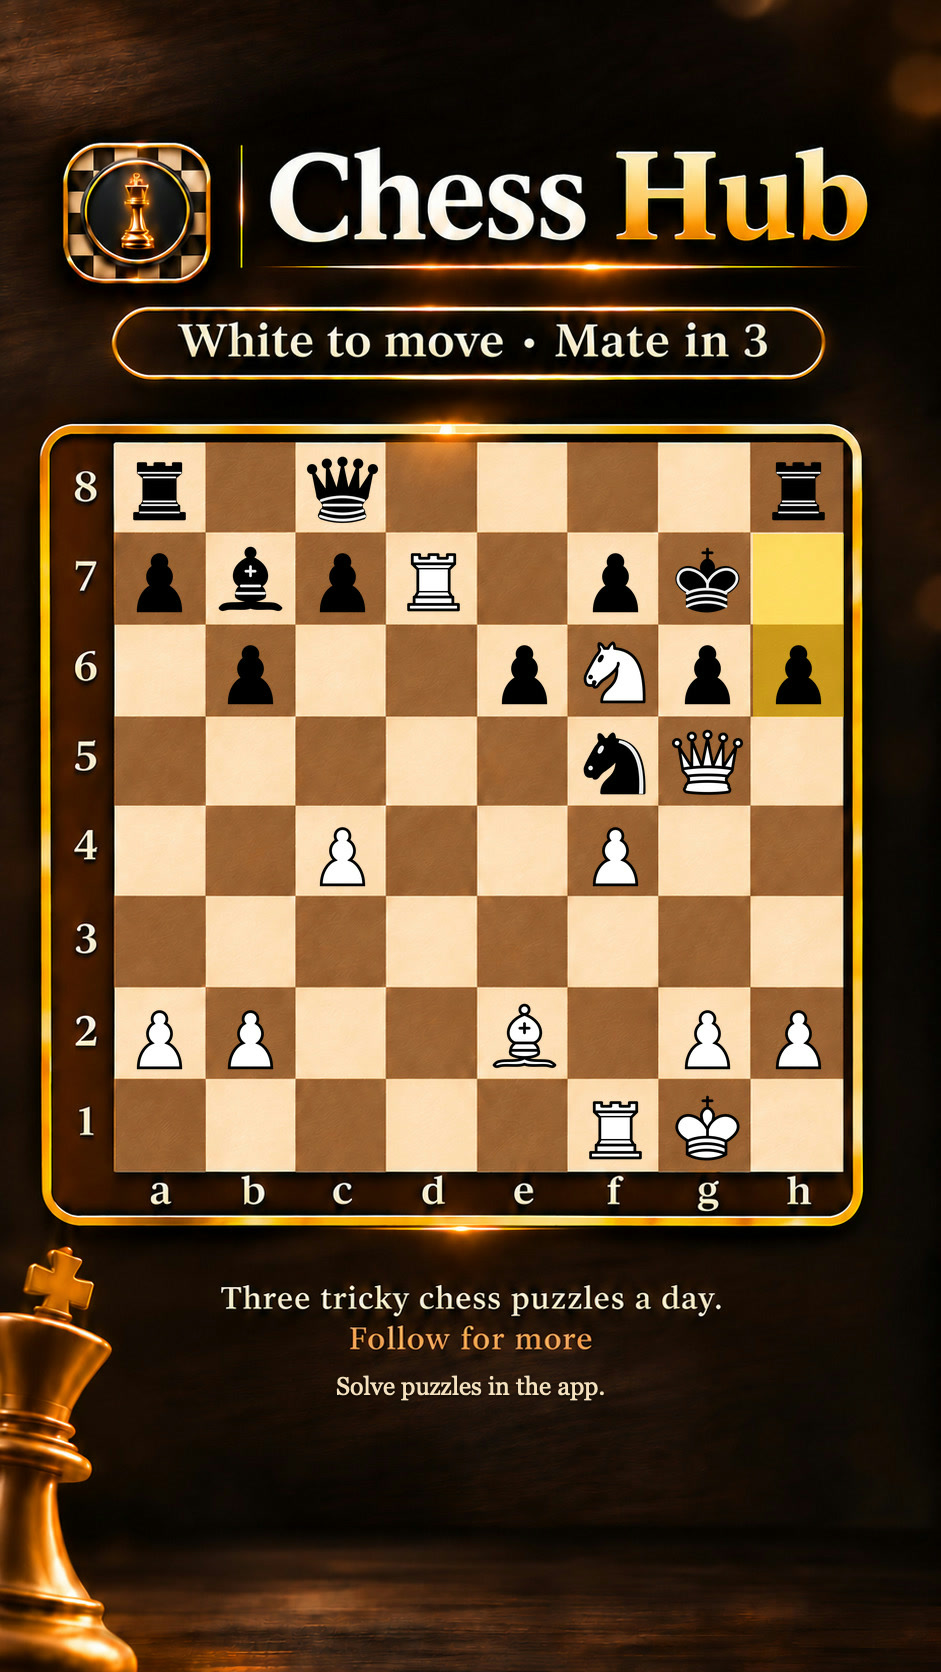 Chess Hub
White to move • Mate in 3
8
7
6
5
4
3
2
1
a b c d e f g h
Three tricky chess puzzles a day.
Follow for more
Solve puzzles in the app.